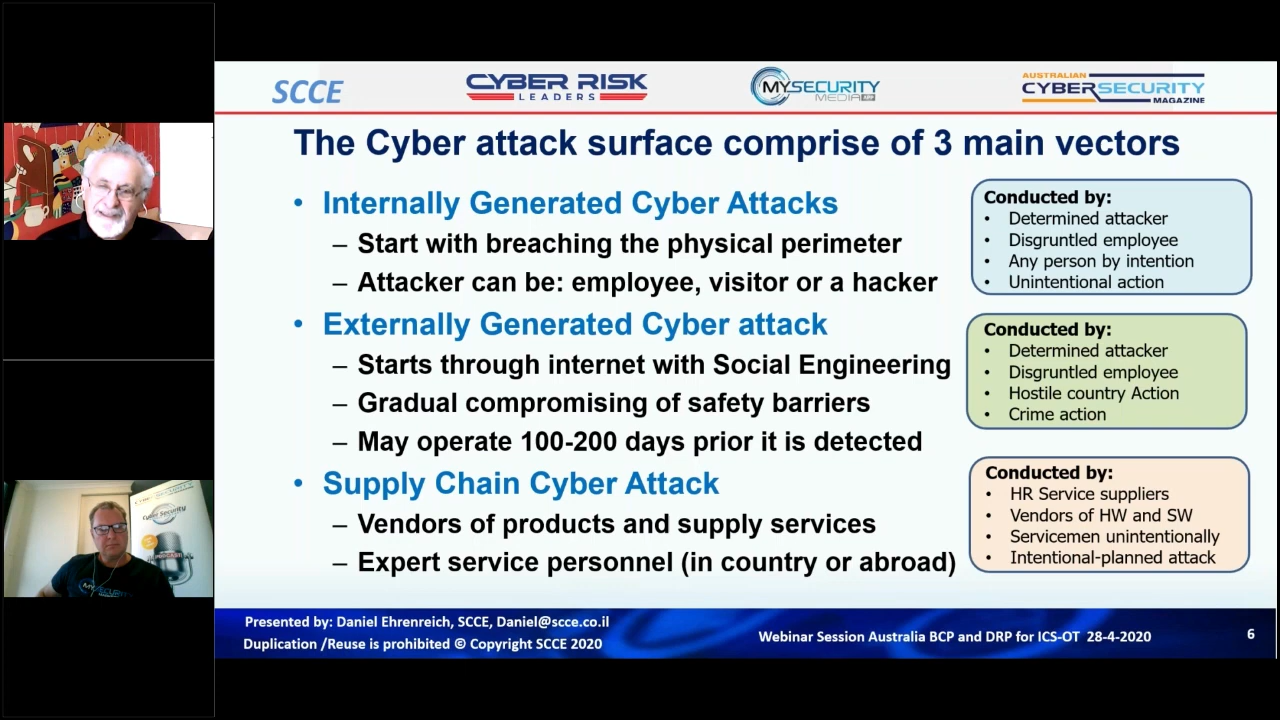 SCCE
CYBER RISK
LEADERS
MYSECURITY
MEDIA
AUSTRALIAN
CYBERSECURITY
MAGAZINE
The Cyber attack surface comprise of 3 main vectors
• Internally Generated Cyber Attacks
– Start with breaching the physical perimeter
– Attacker can be: employee, visitor or a hacker
Conducted by:
• Determined attacker
• Disgruntled employee
• Any person by intention
• Unintentional action
• Externally Generated Cyber attack
– Starts through internet with Social Engineering
– Gradual compromising of safety barriers
– May operate 100-200 days prior it is detected
Conducted by:
• Determined attacker
• Disgruntled employee
• Hostile country Action
• Crime action
• Supply Chain Cyber Attack
– Vendors of products and supply services
– Expert service personnel (in country or abroad)
Conducted by:
• HR Service suppliers
• Vendors of HW and SW
• Servicemen unintentionally
• Intentional-planned attack
Presented by: Daniel Ehrenreich, SCCE, Daniel@scce.co.il
Duplication /Reuse is prohibited © Copyright SCCE 2020
Webinar Session Australia BCP and DRP for ICS-OT 28-4-2020
6
Cyber Security
PODCAST
MYSECURITY